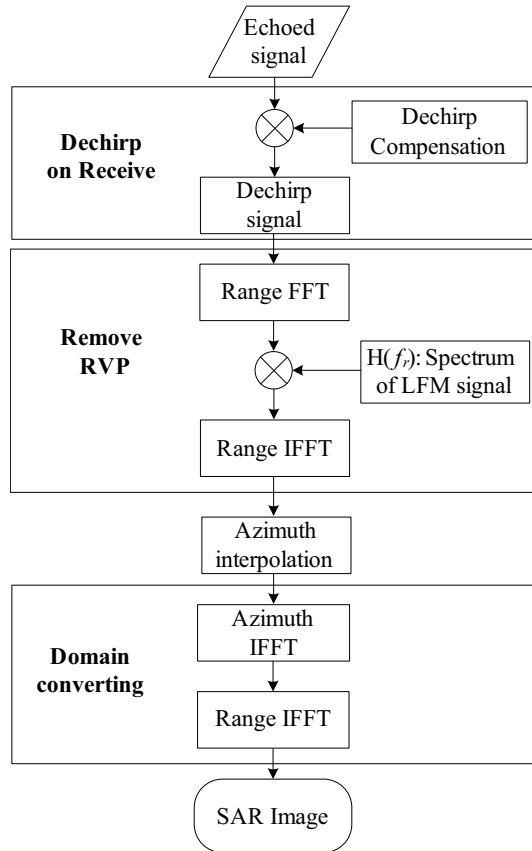 Echoed
signal
Dechirp
on Receive
Dechirp
Compensation
Dechirp
signal
Range FFT
Remove
RVP
H(fr): Spectrum
of LFM signal
Range IFFT
Azimuth
interpolation
Azimuth
IFFT
Domain
converting
Range IFFT
SAR Image